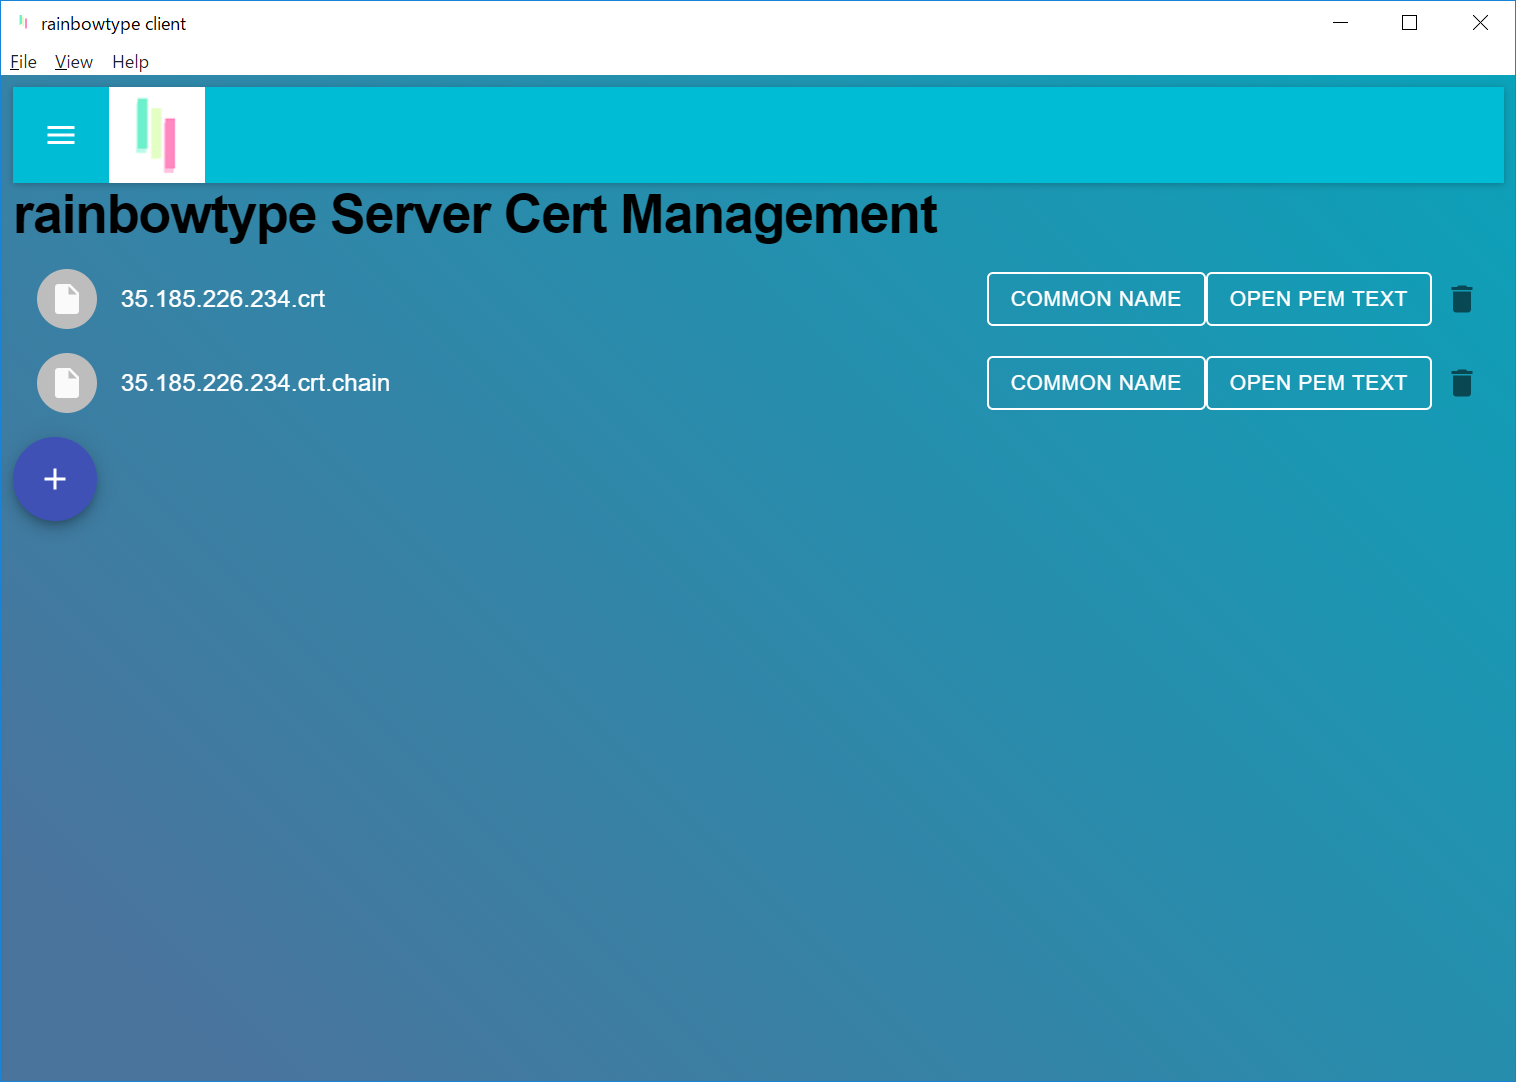 rainbowtype client
File View Help
rainbowtype Server Cert Management
35.185.226.234.crt COMMON NAME OPEN PEM TEXT
35.185.226.234.crt.chain COMMON NAME OPEN PEM TEXT